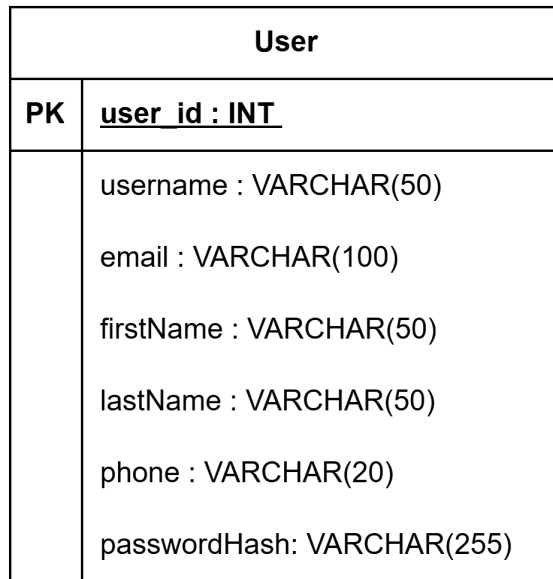 User
PK user_id : INT
username : VARCHAR(50)
email : VARCHAR(100)
firstName : VARCHAR(50)
lastName : VARCHAR(50)
phone : VARCHAR(20)
passwordHash: VARCHAR(255)